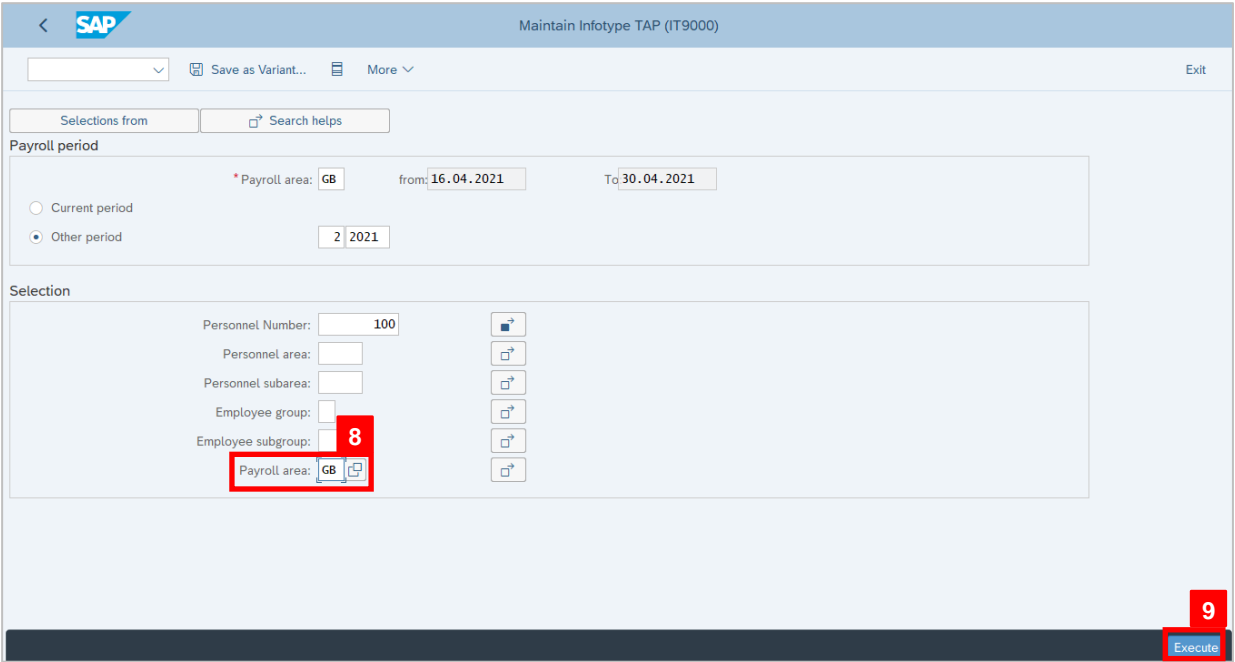 SAP Maintain Infotype TAP (IT9000)
Save as Variant... More Exit
Selections from Search helps
Payroll period
* Payroll area: GB from: 16.04.2021 To 30.04.2021
Current period
Other period 2 2021
Selection
Personnel Number: 100
Personnel area:
Personnel subarea:
Employee group:
8
Employee subgroup:
Payroll area: GB
9
Execute